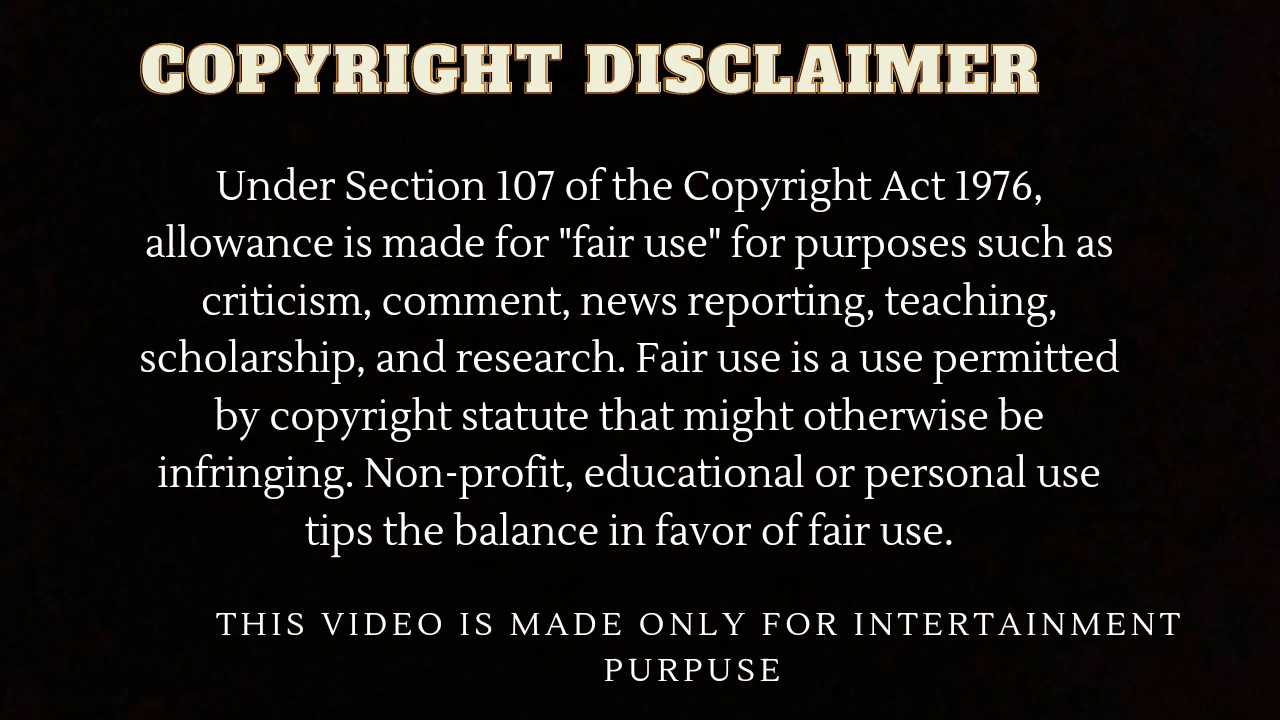 COPYRIGHT DISCLAIMER
Under Section 107 of the Copyright Act 1976,
allowance is made for "fair use" for purposes such as
criticism, comment, news reporting, teaching,
scholarship, and research. Fair use is a use permitted
by copyright statute that might otherwise be
infringing. Non-profit, educational or personal use
tips the balance in favor of fair use.
THIS VIDEO IS MADE ONLY FOR INTERTAINMENT
PURPUSE